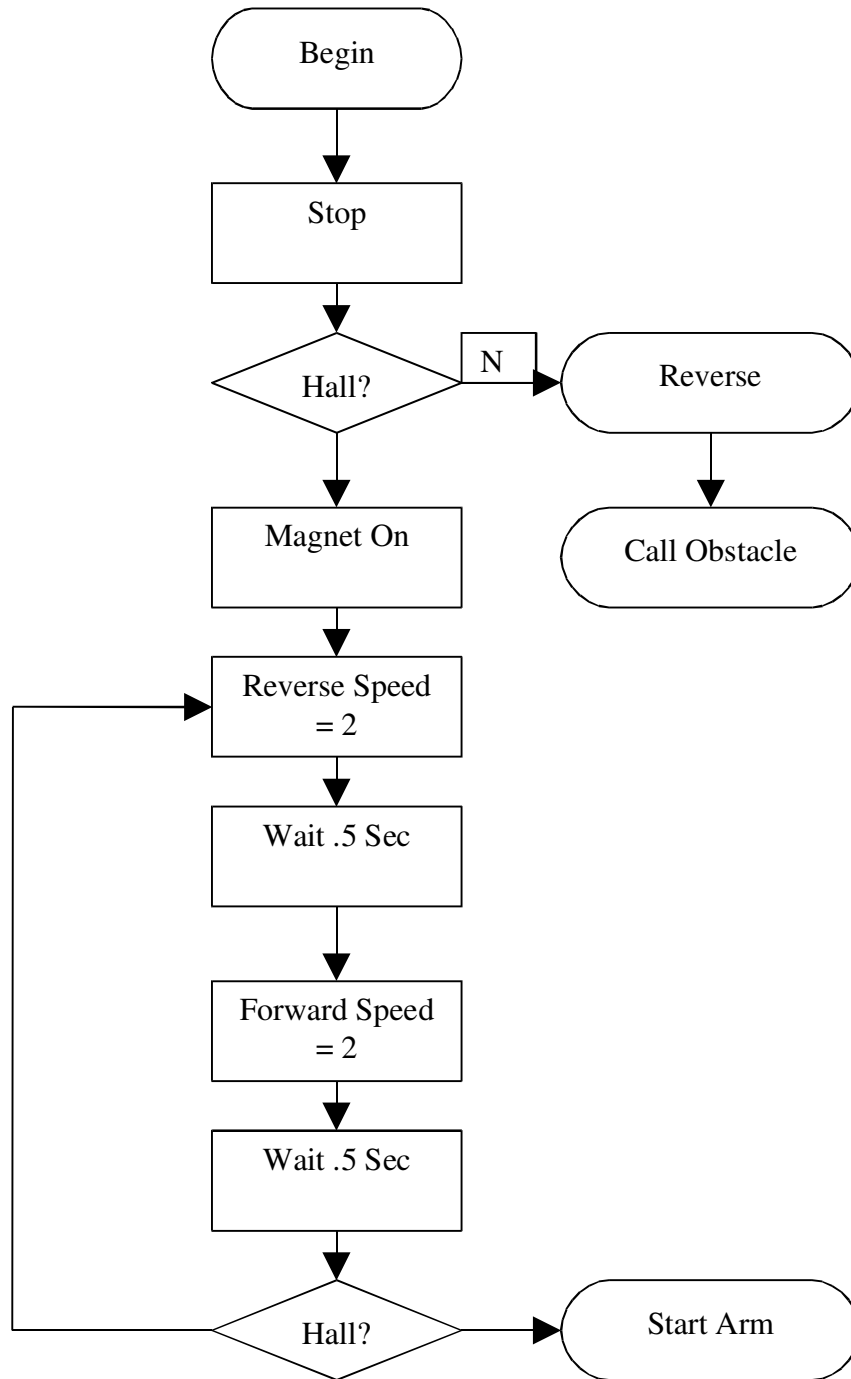 Begin
Stop
Hall?
N
Reverse
Magnet On
Call Obstacle
Reverse Speed
= 2
Wait .5 Sec
Forward Speed
= 2
Wait .5 Sec
Hall?
Start Arm